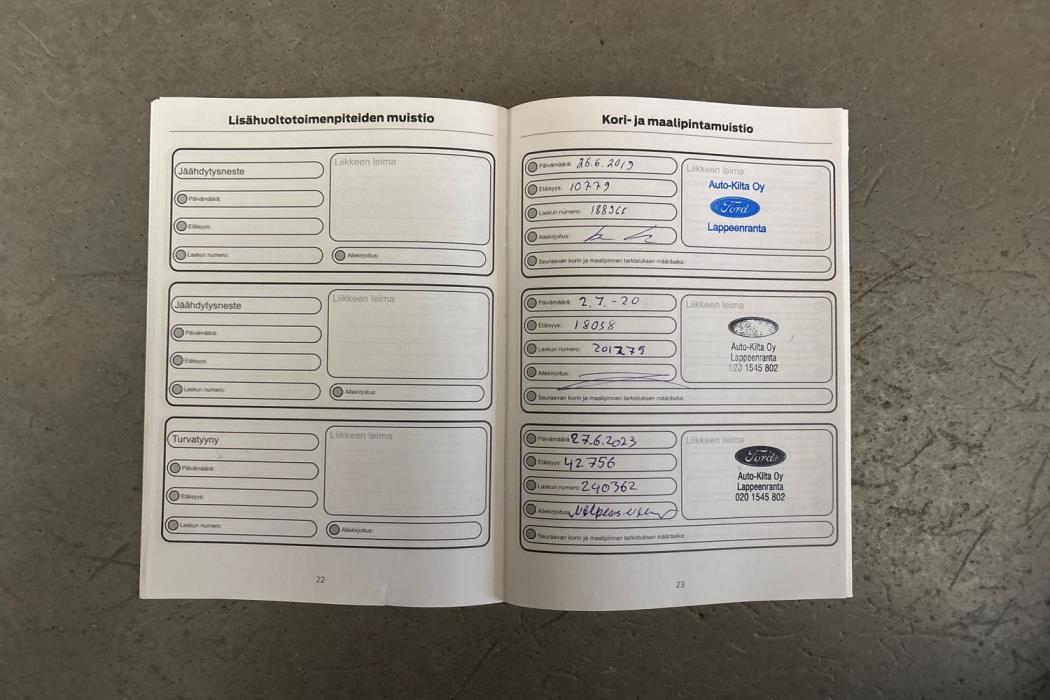 Lisähuoltotoimenpiteiden muistio
Jäähdytysneste
Päivämäärä:
Etäisyys:
Laskun numero:
Liikkeen leima
Allekirjoitus:
Jäähdytysneste
Päivämäärä:
Etäisyys:
Laskun numero:
Liikkeen leima
Allekirjoitus:
Turvatyyny
Päivämäärä:
Etäisyys:
Laskun numero:
Liikkeen leima
Allekirjoitus:
22
Kori- ja maalipintamuistio
Päivämäärä: 26.6.2019
Etäisyys: 10779
Laskun numero: 188966
Allekirjoitus:
Liikkeen leima
Auto-Kilta Oy
Ford
Lappeenranta
Seuraavan korin ja maalipinnan tarkistuksen määräaika:
Päivämäärä: 2.7.-20
Etäisyys: 18058
Laskun numero: 201279
Allekirjoitus:
Liikkeen leima
Auto-Kilta Oy
Lappeenranta
020 1545 802
Seuraavan korin ja maalipinnan tarkistuksen määräaika:
Päivämäärä: 27.6.2023
Etäisyys: 42756
Laskun numero: 240362
Allekirjoitus:
Liikkeen leima
Ford
Auto-Kilta Oy
Lappeenranta
020 1545 802
Seuraavan korin ja maalipinnan tarkistuksen määräaika:
23